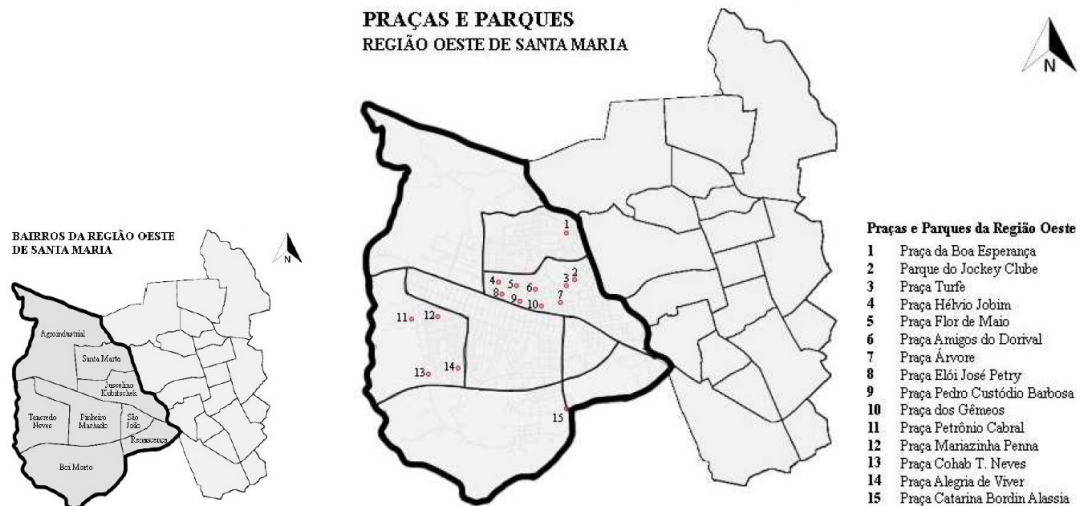 PRAÇAS E PARQUES
REGIÃO OESTE DE SANTA MARIA
N
BAIRROS DA REGIÃO OESTE
DE SANTA MARIA
N
Agroindustrial
Santa Marta
Juscelino
Kubitschek
Tancredo
Neves
Pinheiro
Machado
São
João
Renascença
Boi Morto
1
2
3
4
5
6
7
8
9
10
11
12
13
14
15
Praças e Parques da Região Oeste
1 Praça da Boa Esperança
2 Parque do Jockey Clube
3 Praça Turfe
4 Praça Hélvio Jobim
5 Praça Flor de Maio
6 Praça Amigos do Dorival
7 Praça Árvore
8 Praça Elói José Petry
9 Praça Pedro Custódio Barbosa
10 Praça dos Gêmeos
11 Praça Petrônio Cabral
12 Praça Mariazinha Penna
13 Praça Cohab T. Neves
14 Praça Alegria de Viver
15 Praça Catarina Bordin Alassia